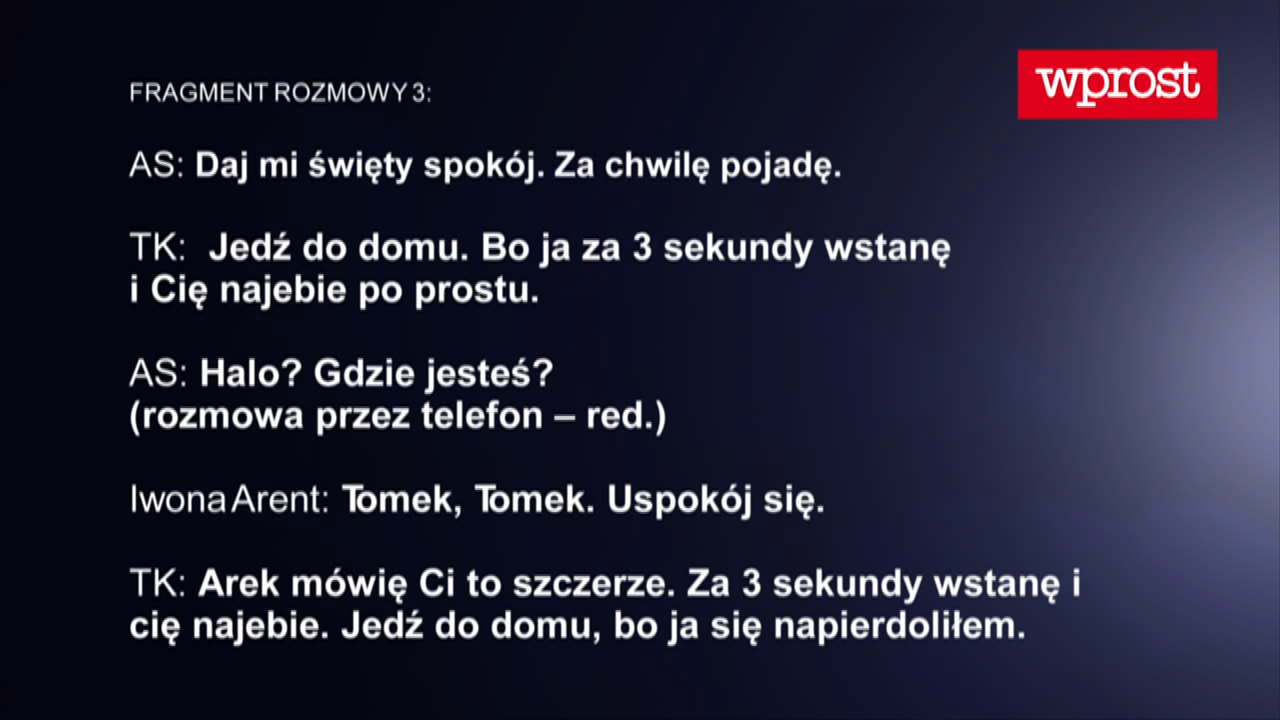 wprost
FRAGMENT ROZMOWY 3:
AS: Daj mi święty spokój. Za chwilę pojadę.
TK: Jedź do domu. Bo ja za 3 sekundy wstanę
i Cię najebie po prostu.
AS: Halo? Gdzie jesteś?
(rozmowa przez telefon – red.)
Iwona Arent: Tomek, Tomek. Uspokój się.
TK: Arek mówię Ci to szczerze. Za 3 sekundy wstanę i
cię najebie. Jedź do domu, bo ja się napierdoliłem.